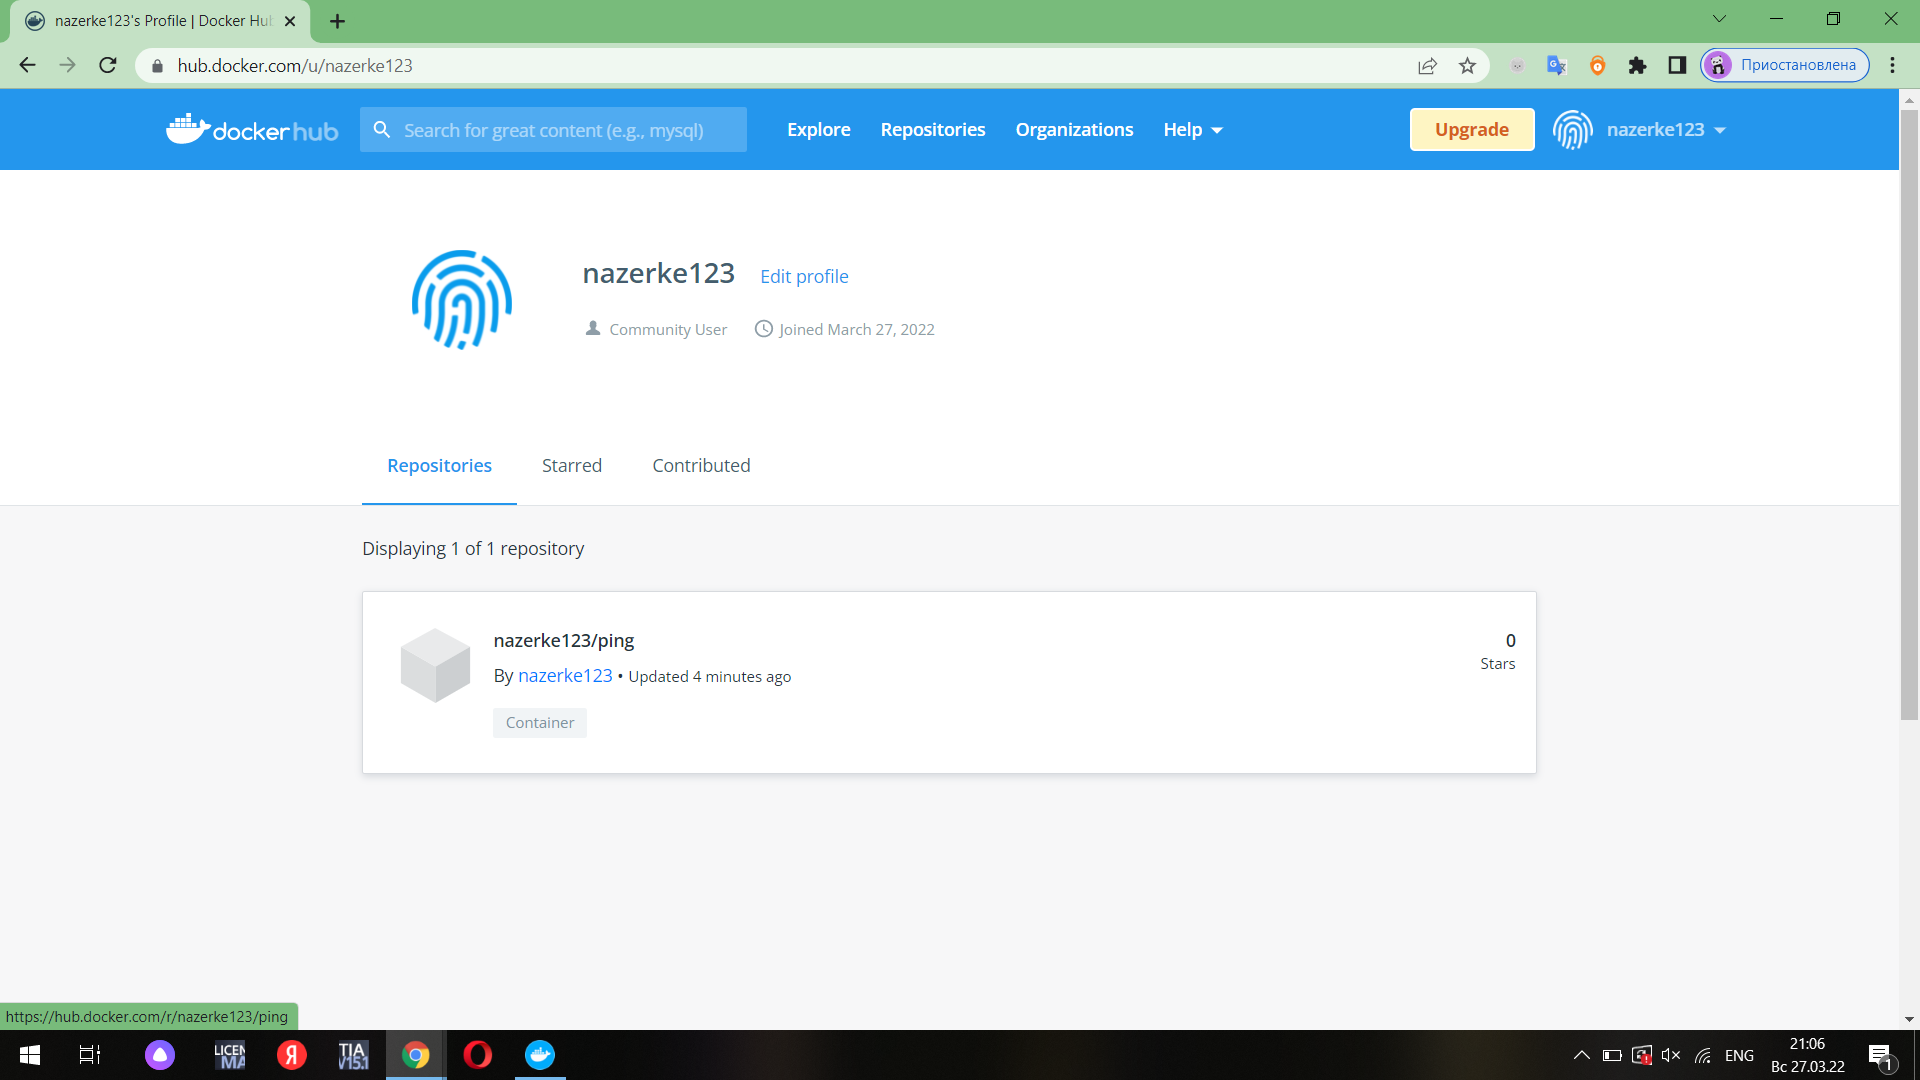 nazerke123's Profile | Docker Hu
hub.docker.com/u/nazerke123
Приостановлена
docker hub
Search for great content (e.g., mysql)
Explore
Repositories
Organizations
Help
Upgrade
nazerke123
nazerke123
Edit profile
Community User
Joined March 27, 2022
Repositories
Starred
Contributed
Displaying 1 of 1 repository
nazerke123/ping
0
Stars
By nazerke123 • Updated 4 minutes ago
Container
https://hub.docker.com/r/nazerke123/ping
LICEN
MA
Я
TIA
V15.1
ENG
21:06
Вс 27.03.22
1